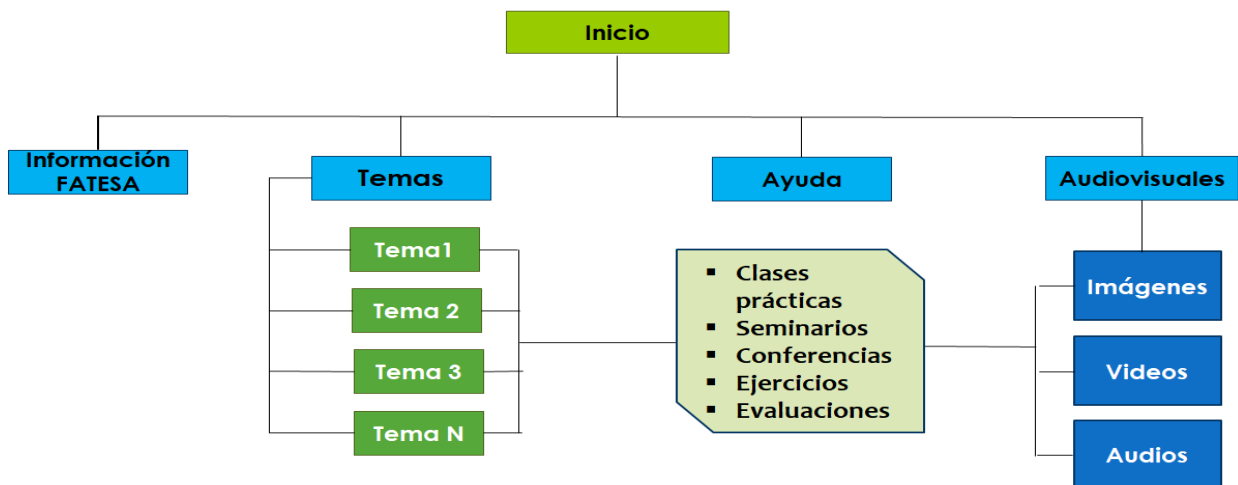 Inicio
Información
FATESA
Temas
Ayuda
Audiovisuales
Tema1
Tema 2
Tema 3
Tema N
▪ Clases
prácticas
▪ Seminarios
▪ Conferencias
▪ Ejercicios
▪ Evaluaciones
Imágenes
Videos
Audios